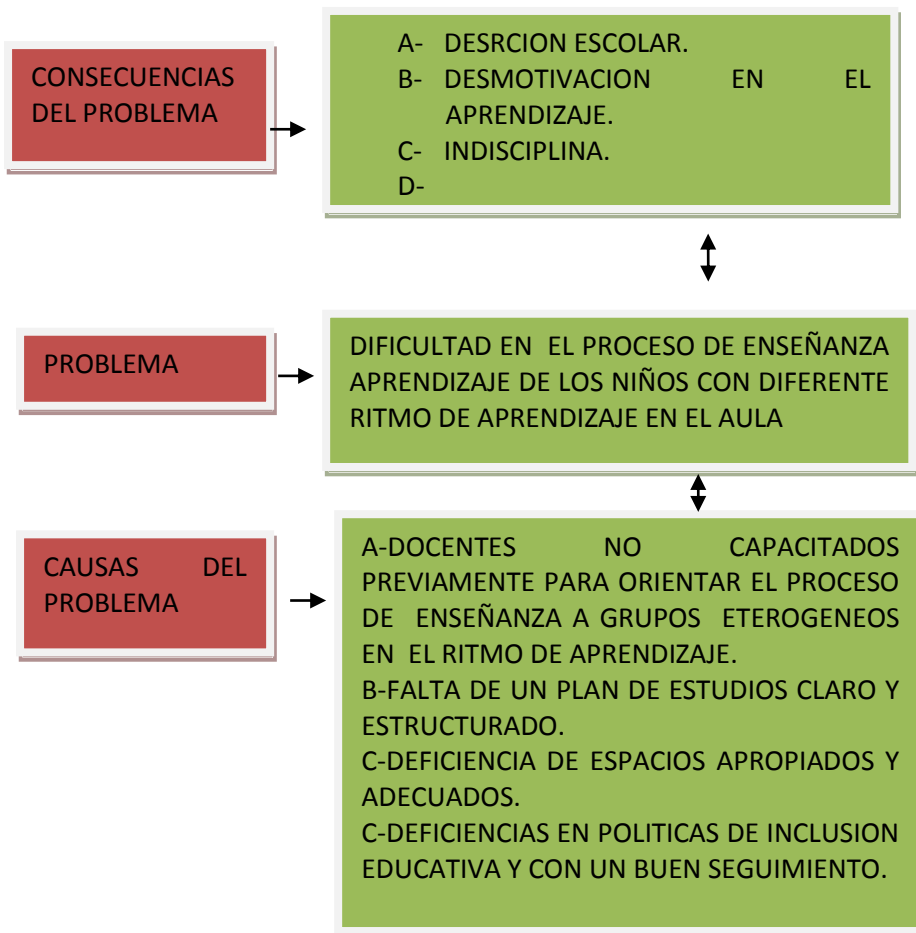 CONSECUENCIAS
DEL PROBLEMA
A- DESRCION ESCOLAR.
B- DESMOTIVACION EN EL
APRENDIZAJE.
C- INDISCIPLINA.
D-
PROBLEMA
DIFICULTAD EN EL PROCESO DE ENSEÑANZA
APRENDIZAJE DE LOS NIÑOS CON DIFERENTE
RITMO DE APRENDIZAJE EN EL AULA
CAUSAS DEL
PROBLEMA
A-DOCENTES NO CAPACITADOS
PREVIAMENTE PARA ORIENTAR EL PROCESO
DE ENSEÑANZA A GRUPOS ETEROGENEOS
EN EL RITMO DE APRENDIZAJE.
B-FALTA DE UN PLAN DE ESTUDIOS CLARO Y
ESTRUCTURADO.
C-DEFICIENCIA DE ESPACIOS APROPIADOS Y
ADECUADOS.
C-DEFICIENCIAS EN POLITICAS DE INCLUSION
EDUCATIVA Y CON UN BUEN SEGUIMIENTO.